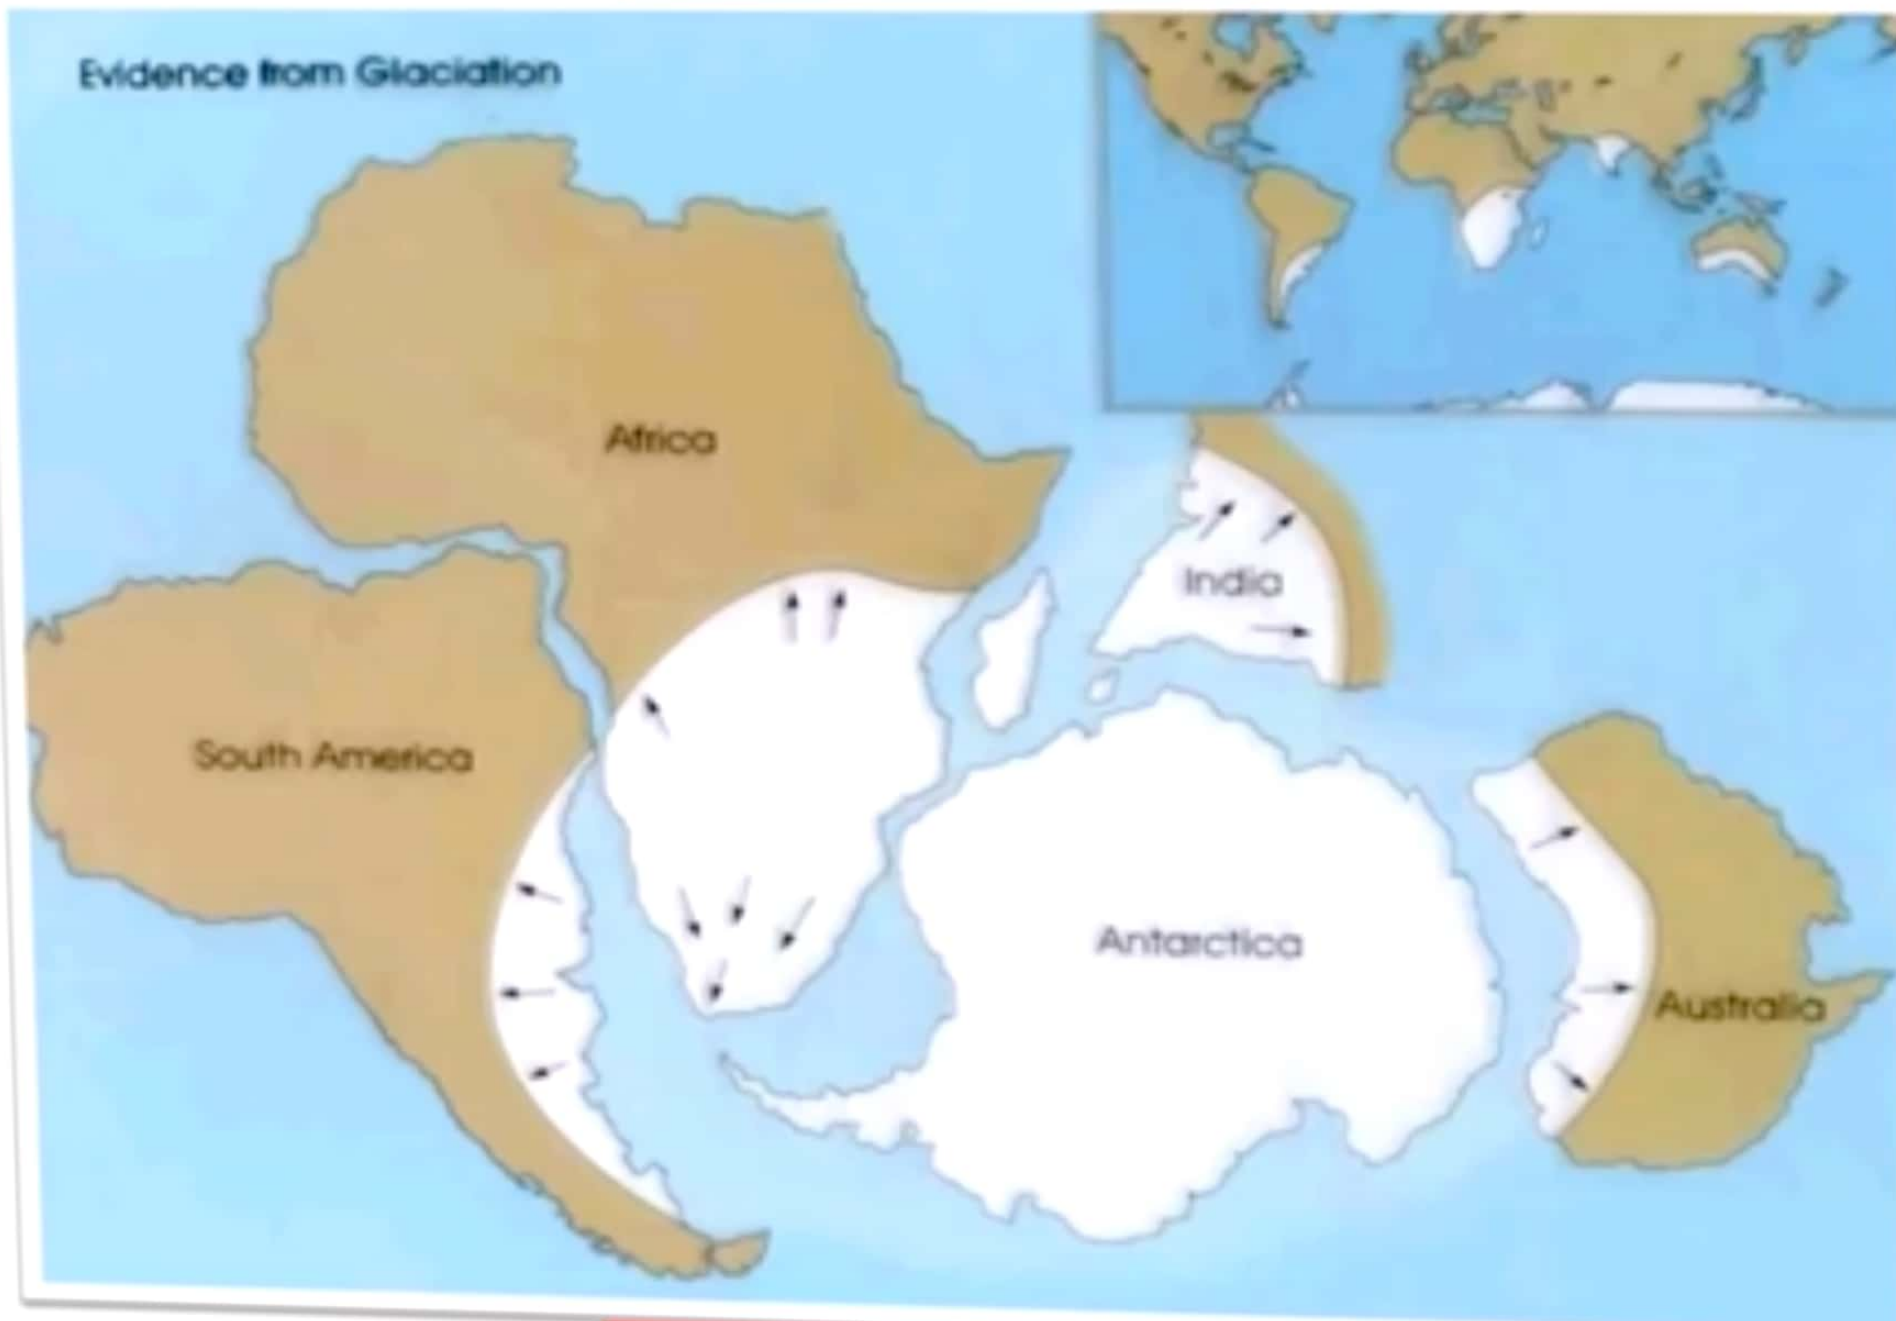 Evidence from Glaciation
Africa
India
South America
Antarctica
Australia